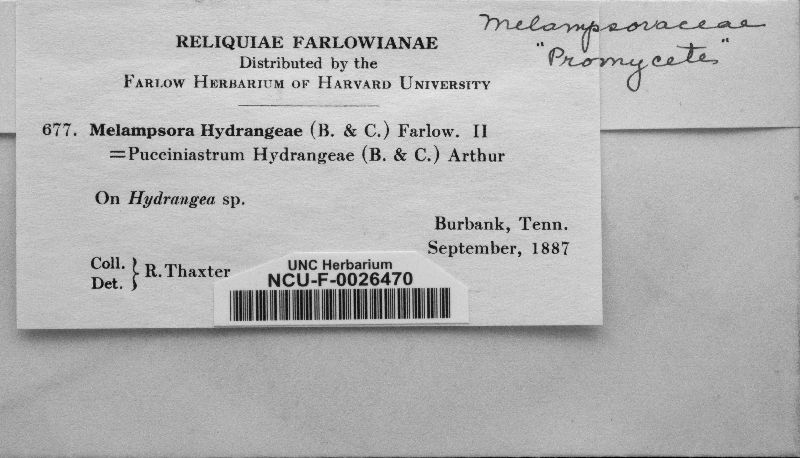 Melampsoraceae
"Promycetes"
RELIQUIAE FARLOWIANAE
Distributed by the
FARLOW HERBARIUM OF HARVARD UNIVERSITY
677. Melampsora Hydrangeae (B. & C.) Farlow. II
=Pucciniastrum Hydrangeae (B. & C.) Arthur
On Hydrangea sp.
Burbank, Tenn.
September, 1887
Coll. } R. Thaxter
Det.
UNC Herbarium
NCU-F-0026470